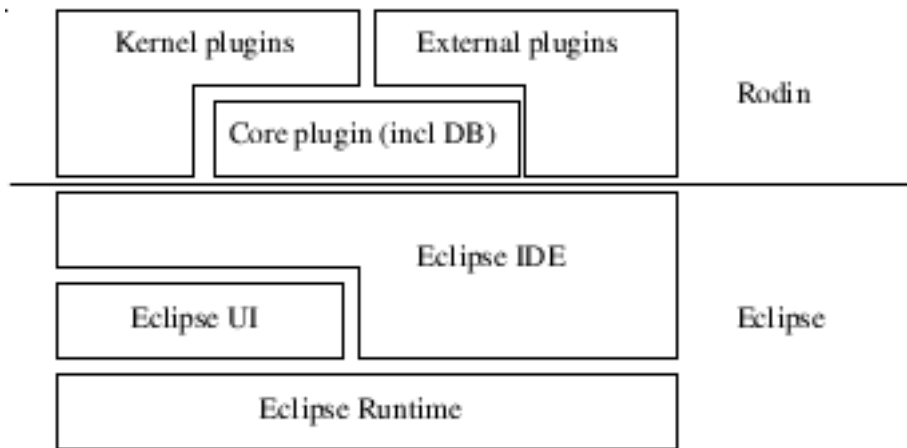 Kernel plugins
External plugins
Rodin
Core plugin (incl DB)
Eclipse IDE
Eclipse UI
Eclipse
Eclipse Runtime